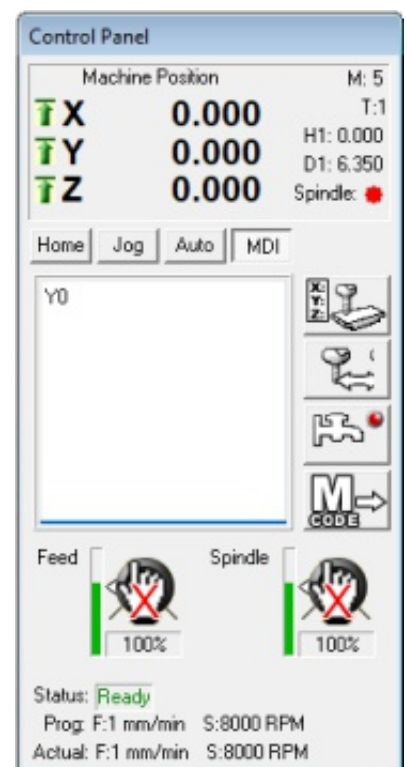 Control Panel
Machine Position M: 5
X 0.000 T:1
Y 0.000 H1: 0.000
Z 0.000 D1: 6.350
Spindle:
Home Jog Auto MDI
Y0
X:
Y:
Z:
M
CODE
Feed Spindle
100% 100%
Status: Ready
Prog: F:1 mm/min S:8000 RPM
Actual: F:1 mm/min S:8000 RPM